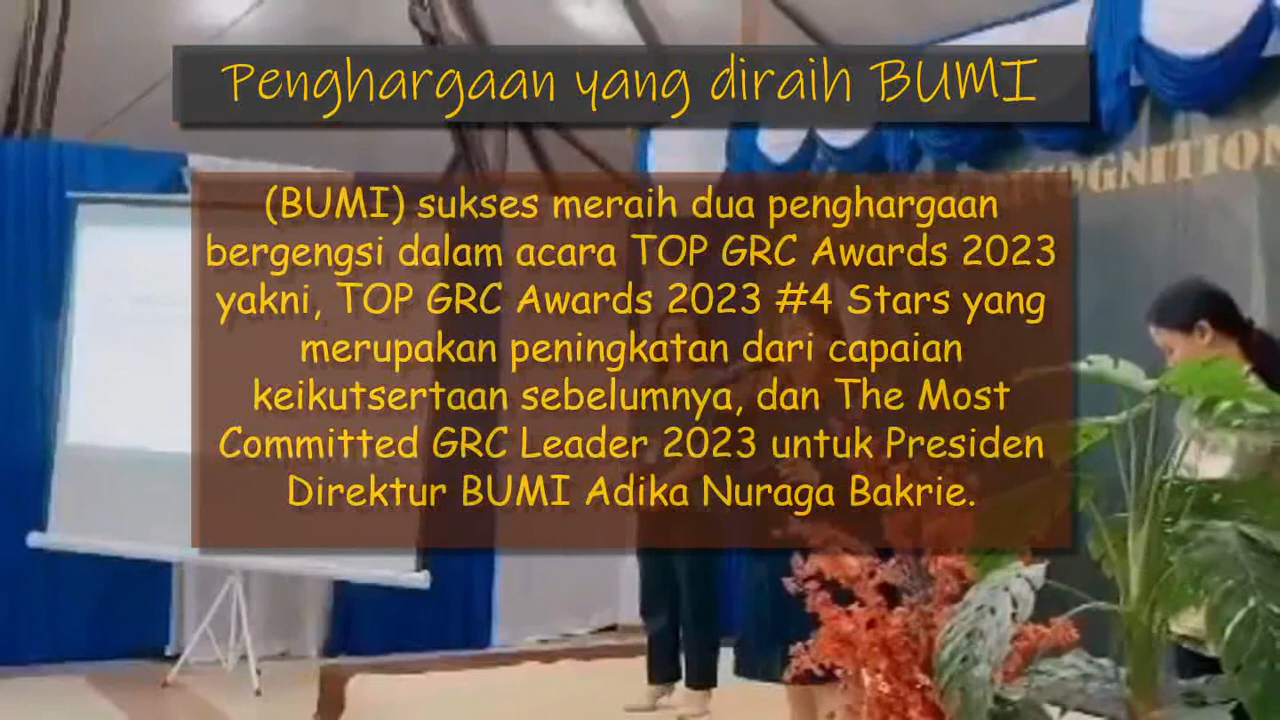 Penghargaan yang diraih BUMI
(BUMI) sukses meraih dua penghargaan
bergengsi dalam acara TOP GRC Awards 2023
yakni, TOP GRC Awards 2023 #4 Stars yang
merupakan peningkatan dari capaian
keikutsertaan sebelumnya, dan The Most
Committed GRC Leader 2023 untuk Presiden
Direktur BUMI Adika Nuraga Bakrie.